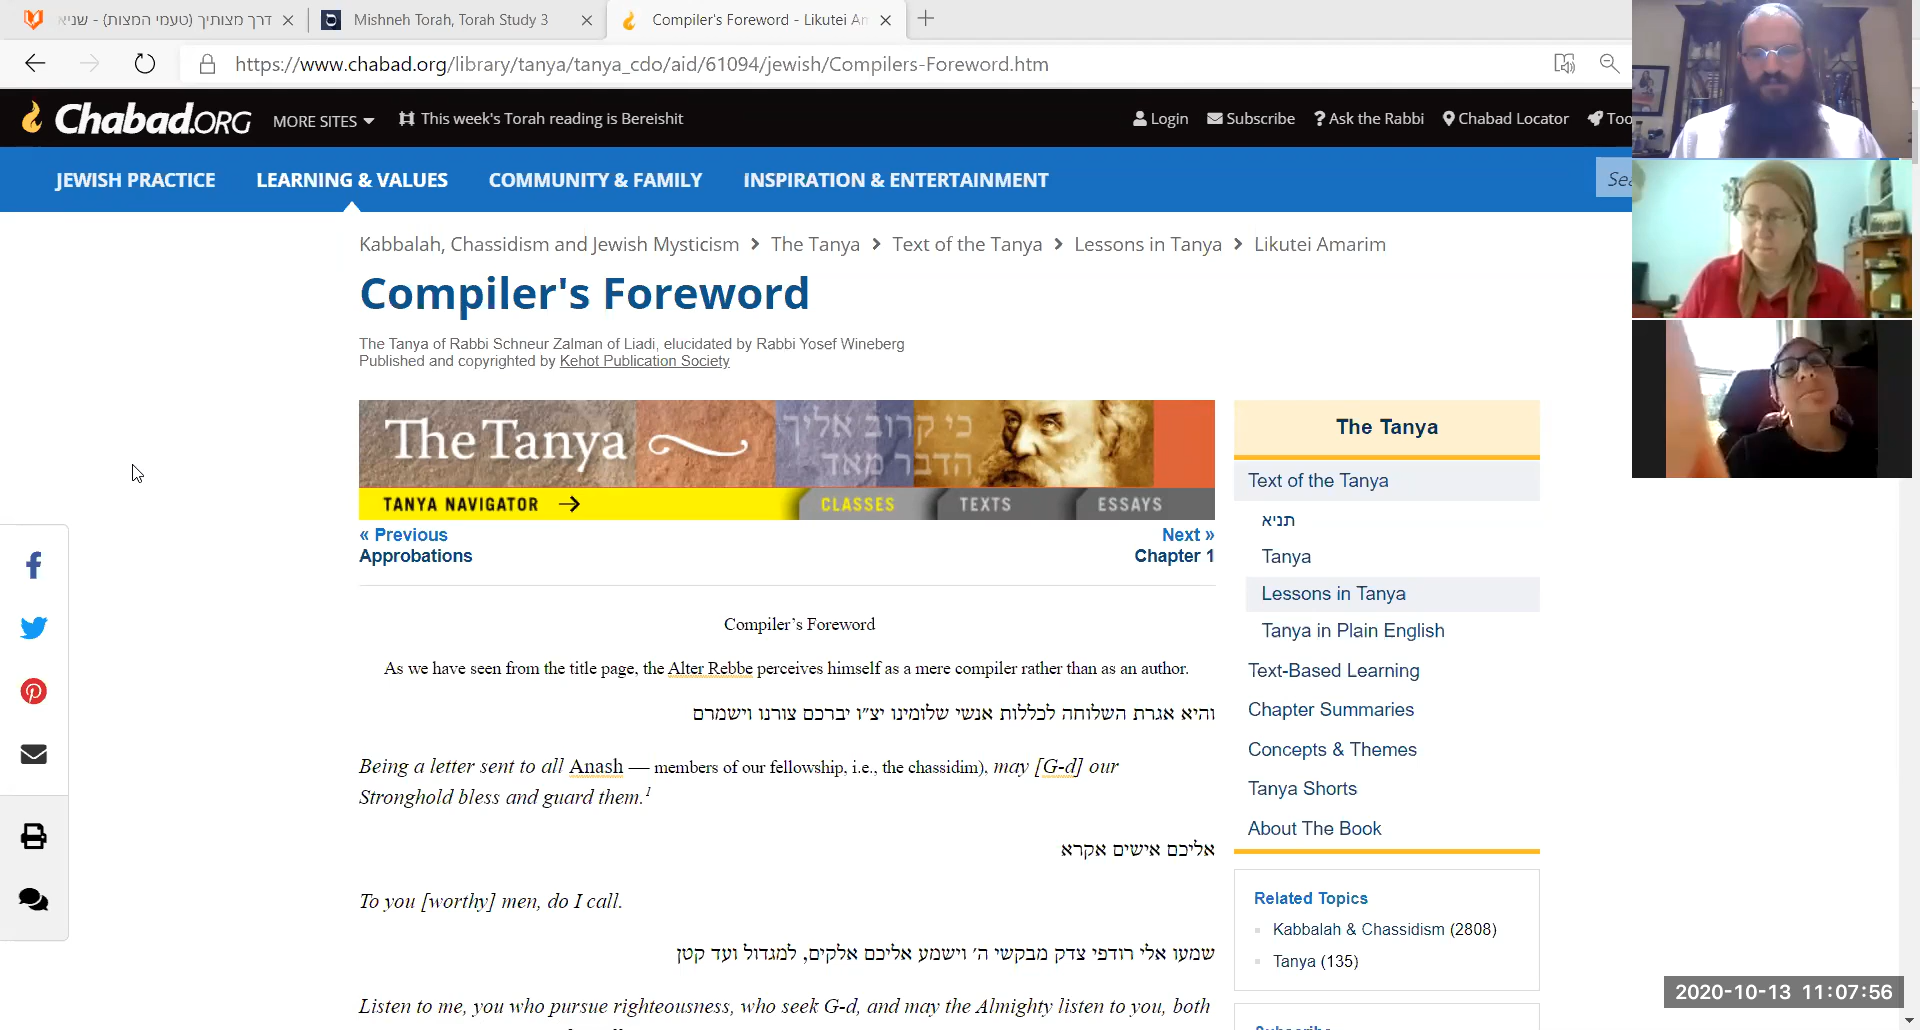 דרך מצותיך (טעמי המצות) - שניא
Mishneh Torah, Torah Study 3
Compiler's Foreword - Likutei Am
https://www.chabad.org/library/tanya/tanya_cdo/aid/61094/jewish/Compilers-Foreword.htm
Chabad.ORG
MORE SITES
This week's Torah reading is Bereishit
Login
Subscribe
? Ask the Rabbi
Chabad Locator
Too
JEWISH PRACTICE
LEARNING & VALUES
COMMUNITY & FAMILY
INSPIRATION & ENTERTAINMENT
Sea
Kabbalah, Chassidism and Jewish Mysticism > The Tanya > Text of the Tanya > Lessons in Tanya > Likutei Amarim
Compiler's Foreword
The Tanya of Rabbi Schneur Zalman of Liadi, elucidated by Rabbi Yosef Wineberg
Published and copyrighted by Kehot Publication Society
The Tanya
כי קרוב אליך
הדבר מאד
TANYA NAVIGATOR →
CLASSES
TEXTS
ESSAYS
« Previous
Approbations
Next »
Chapter 1
Compiler’s Foreword
As we have seen from the title page, the Alter Rebbe perceives himself as a mere compiler rather than as an author.
והיא אגרת השלוחה לכללות אנשי שלומינו יצ״ו יברכם צורנו וישמרם
Being a letter sent to all Anash — members of our fellowship, i.e., the chassidim), may [G-d] our
Stronghold bless and guard them.1
אליכם אישים אקרא
To you [worthy] men, do I call.
שמעו אלי רודפי צדק מבקשי ה׳ וישמע אליכם אלקים, למגדול ועד קטן
Listen to me, you who pursue righteousness, who seek G-d, and may the Almighty listen to you, both
The Tanya
Text of the Tanya
תניא
Tanya
Lessons in Tanya
Tanya in Plain English
Text-Based Learning
Chapter Summaries
Concepts & Themes
Tanya Shorts
About The Book
Related Topics
Kabbalah & Chassidism (2808)
Tanya (135)
2020-10-13 11:07:56